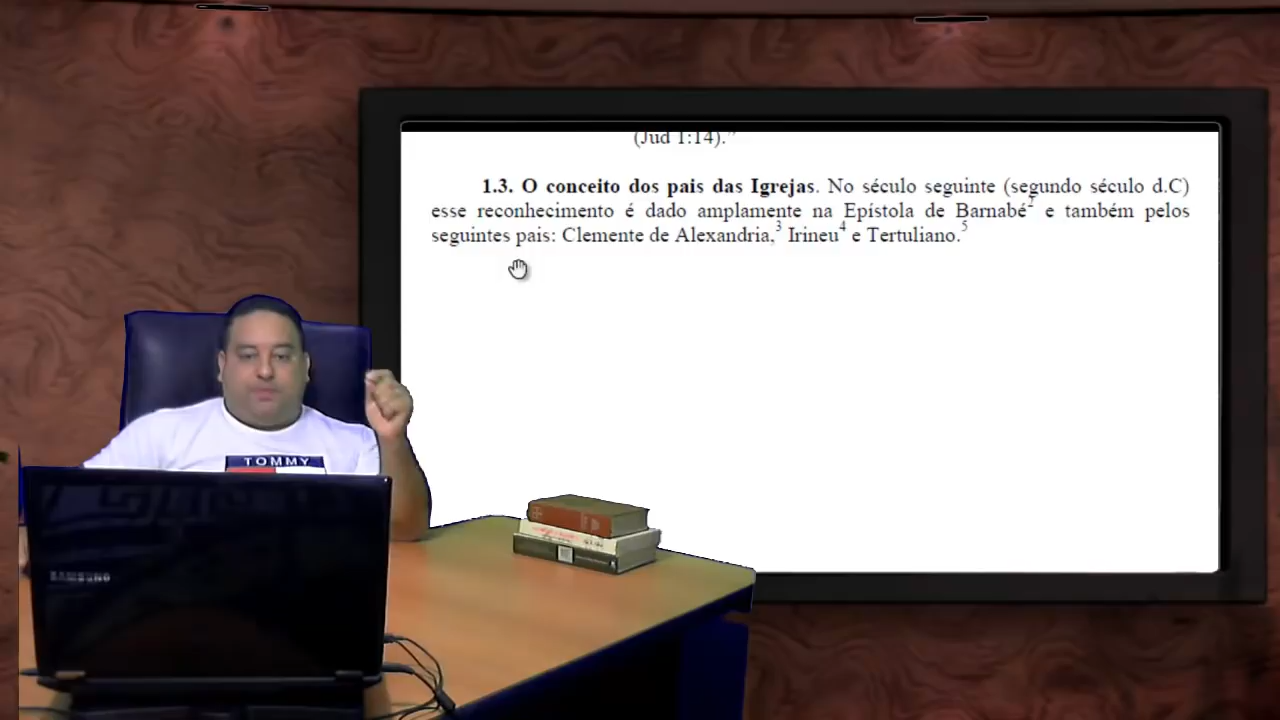 (Jud 1:14)."
1.3. O conceito dos pais das Igrejas. No século seguinte (segundo século d.C)
esse reconhecimento é dado amplamente na Epístola de Barnabé2 e também pelos
seguintes pais: Clemente de Alexandria,3 Irineu4 e Tertuliano.5
TOMMY
SAMSUNG